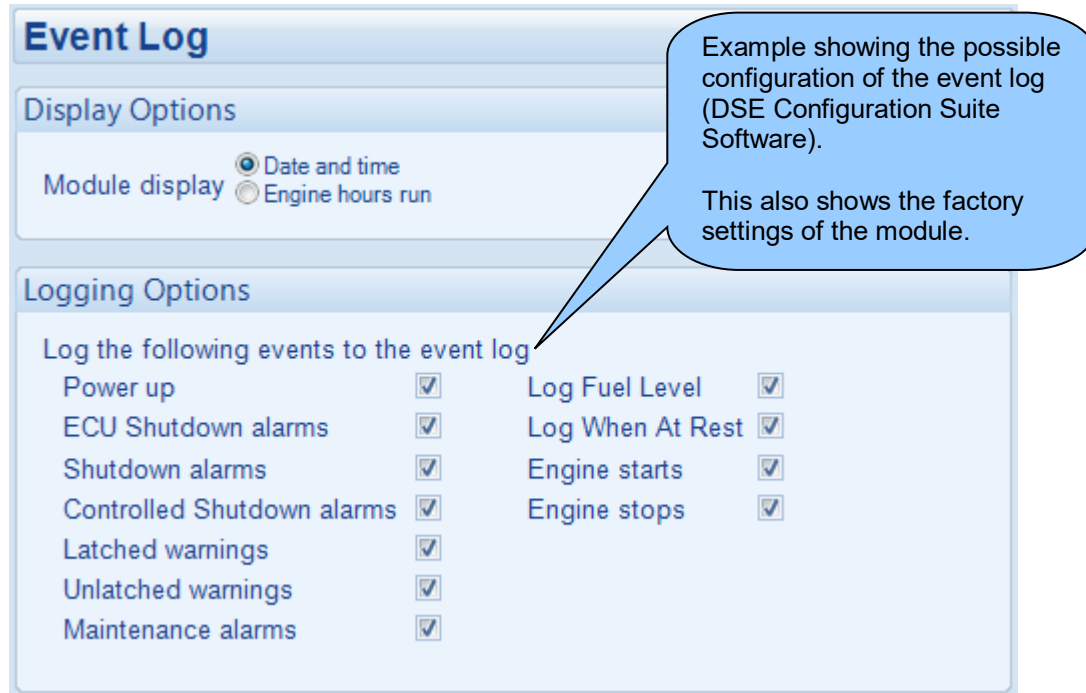 Event Log
Example showing the possible
configuration of the event log
(DSE Configuration Suite
Software).
This also shows the factory
settings of the module.
Display Options
Module display
Date and time
Engine hours run
Logging Options
Log the following events to the event log
Power up
Log Fuel Level
ECU Shutdown alarms
Log When At Rest
Shutdown alarms
Engine starts
Controlled Shutdown alarms
Engine stops
Latched warnings
Unlatched warnings
Maintenance alarms